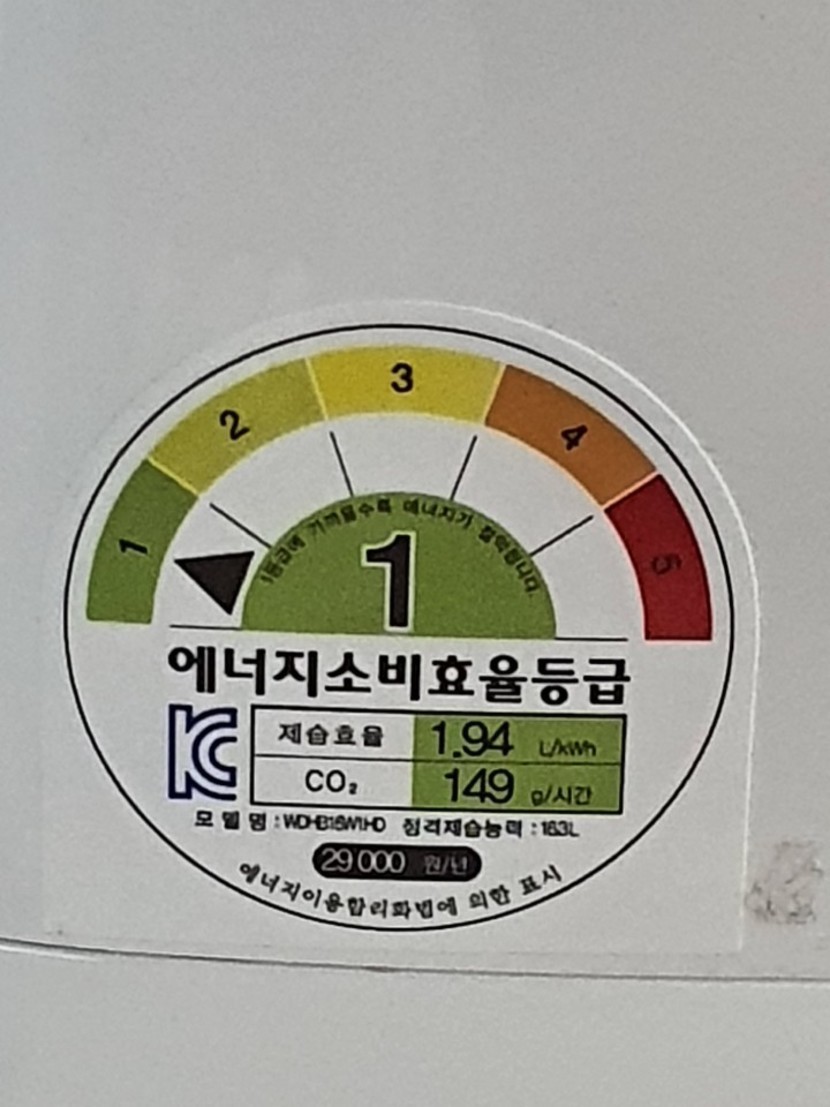 1 2 3 4 5
1등급에 가까울수록 에너지가 절약됩니다.
1
에너지소비효율등급
KC
제습효율 1.94 L/kWh
CO₂ 149 g/시간
모델명 : WDHB16W1HD 정격제습능력 : 16.3L
29 000 원/년
에너지이용합리화법에 의한 표시